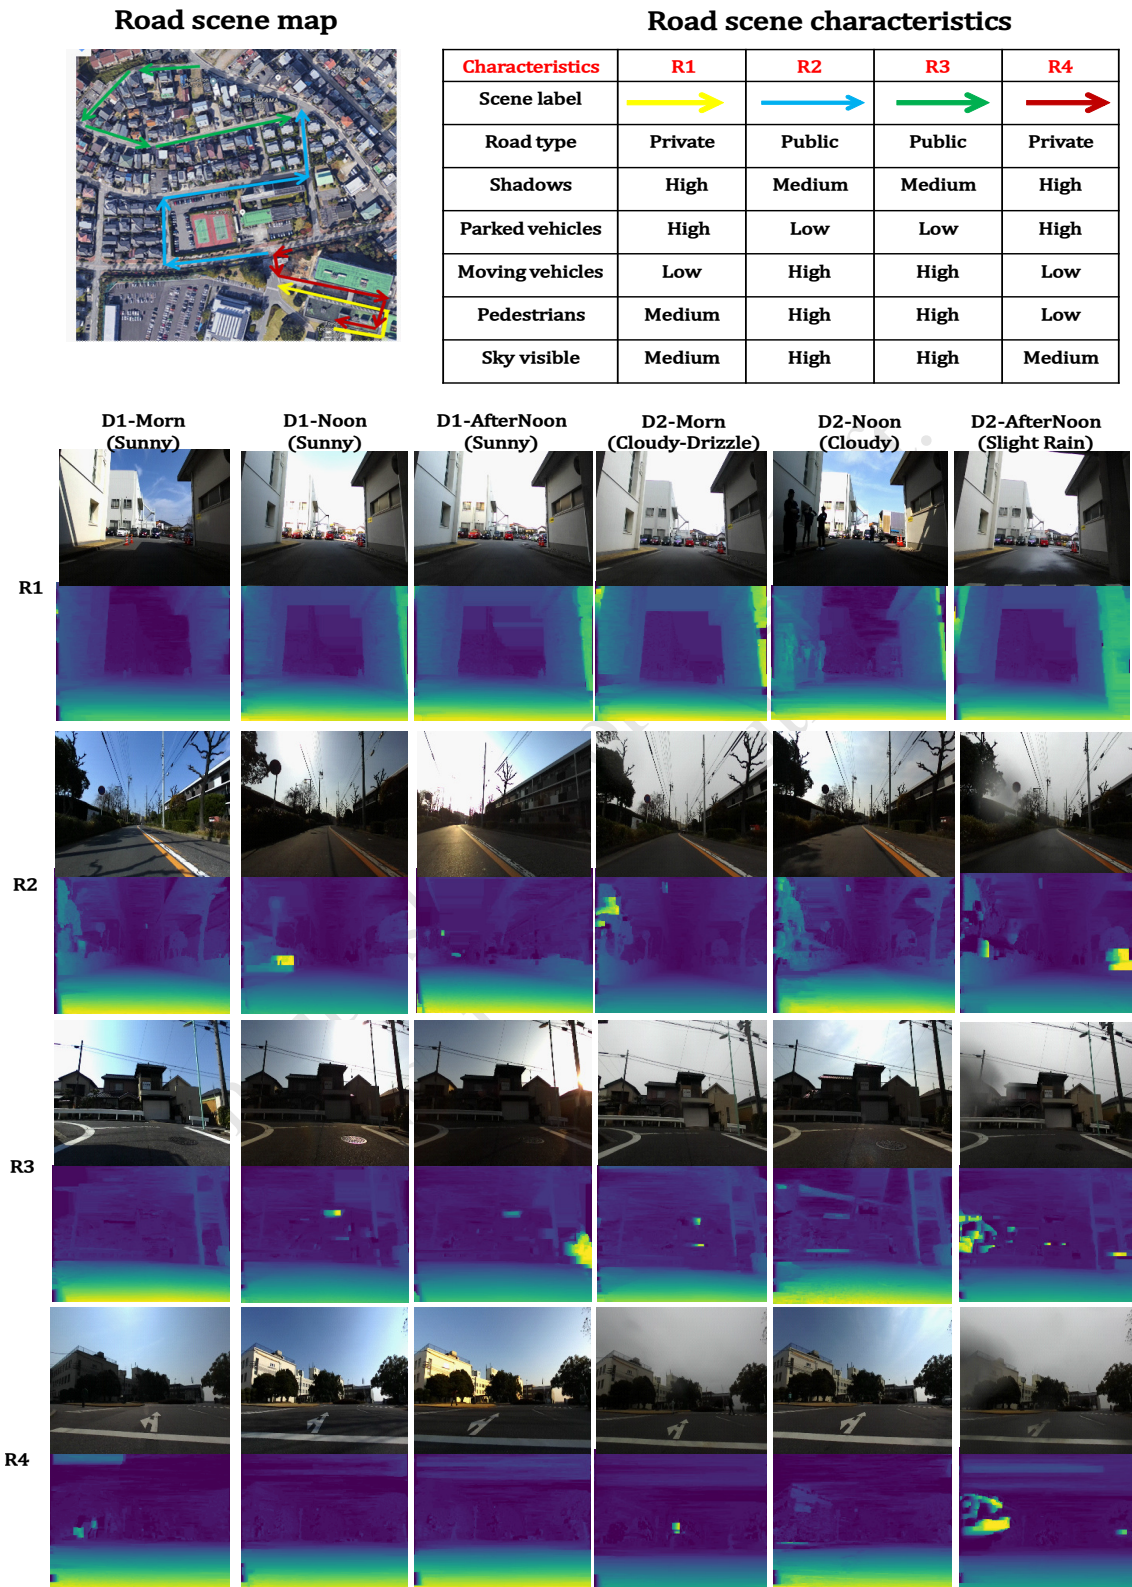 Road scene map
Road scene characteristics
Characteristics R1 R2 R3 R4
Scene label
Road type Private Public Public Private
Shadows High Medium Medium High
Parked vehicles High Low Low High
Moving vehicles Low High High Low
Pedestrians Medium High High Low
Sky visible Medium High High Medium
D1-Morn (Sunny)
D1-Noon (Sunny)
D1-AfterNoon (Sunny)
D2-Morn (Cloudy-Drizzle)
D2-Noon (Cloudy)
D2-AfterNoon (Slight Rain)
R1
R2
R3
R4